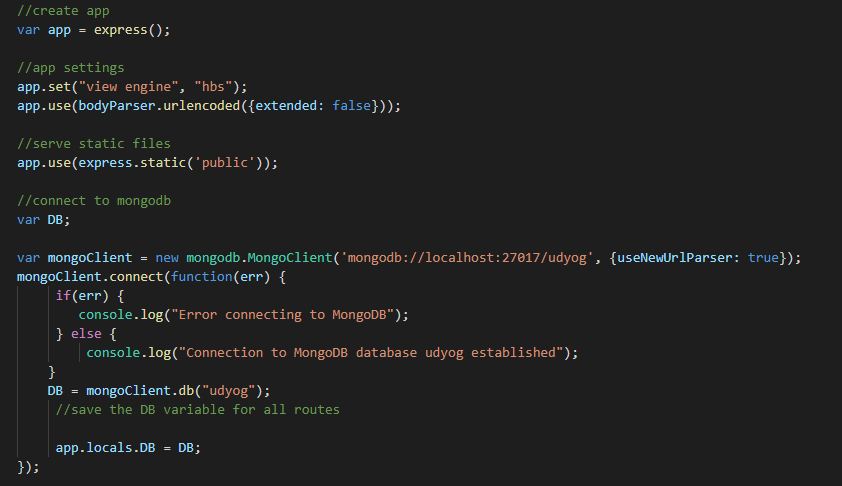 //create app
var app = express();
//app settings
app.set("view engine", "hbs");
app.use(bodyParser.urlencoded({extended: false}));
//serve static files
app.use(express.static('public'));
//connect to mongodb
var DB;
var mongoClient = new mongodb.MongoClient('mongodb://localhost:27017/udyog', {useNewUrlParser: true});
mongoClient.connect(function(err) {
if(err) {
console.log("Error connecting to MongoDB");
} else {
console.log("Connection to MongoDB database udyog established");
}
DB = mongoClient.db("udyog");
//save the DB variable for all routes
app.locals.DB = DB;
});